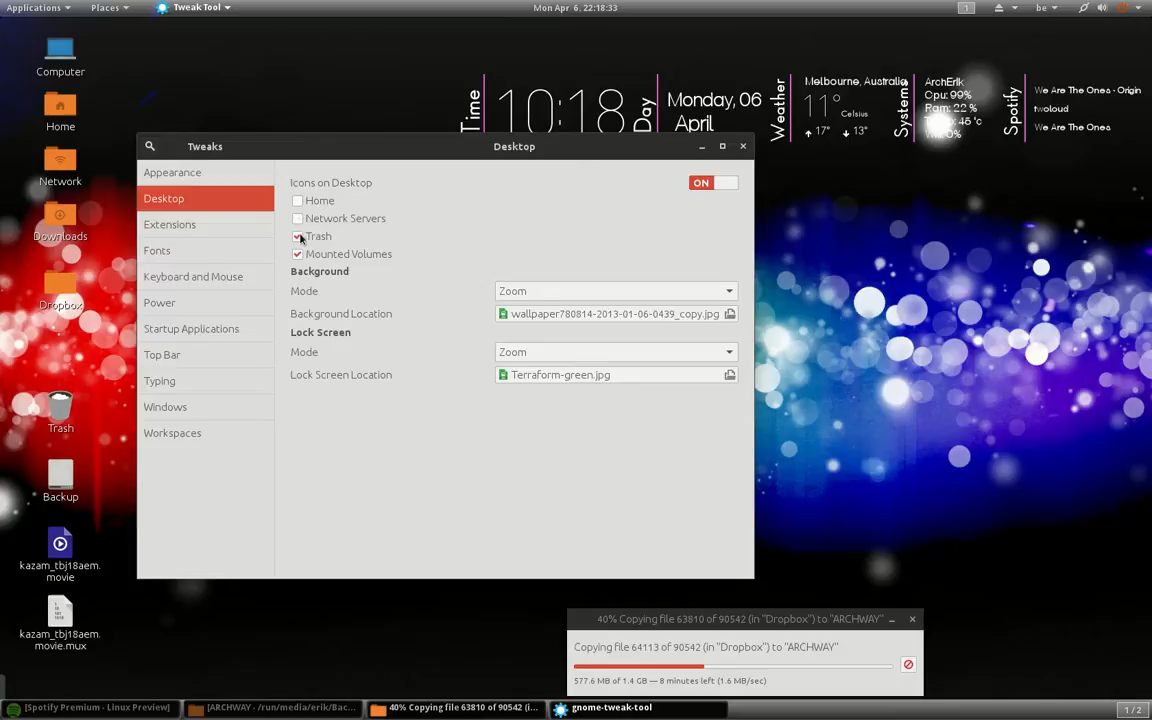 Applications Places Tweak Tool Mon Apr 6, 22:18:33 1 be
Computer
Home
Network
Downloads
Dropbox
Trash
Backup
kazam_tbj18aem.
movie
kazam_tbj18aem.
movie.mux
Time
10:18
Day
Monday, 06
April
Weather
Melbourne, Australia
11° Celsius
17° 13°
Systems
ArchErik
Cpu: 99%
Ram: 22 %
45 °c
0%
Spotify
We Are The Ones - Origin
twoloud
We Are The Ones
Tweaks
Desktop
Appearance
Desktop
Extensions
Fonts
Keyboard and Mouse
Power
Startup Applications
Top Bar
Typing
Windows
Workspaces
Icons on Desktop ON
Home
Network Servers
Trash
Mounted Volumes
Background
Mode Zoom
Background Location wallpaper780814-2013-01-06-0439_copy.jpg
Lock Screen
Mode Zoom
Lock Screen Location Terraform-green.jpg
40% Copying file 63810 of 90542 (in "Dropbox") to "ARCHWAY"
Copying file 64113 of 90542 (in "Dropbox") to "ARCHWAY"
577.6 MB of 1.4 GB — 8 minutes left (1.6 MB/sec)
[Spotify Premium - Linux Preview] [ARCHWAY - /run/media/erik/Bac... 40% Copying file 63810 of 90542 (i... gnome-tweak-tool 1 / 2